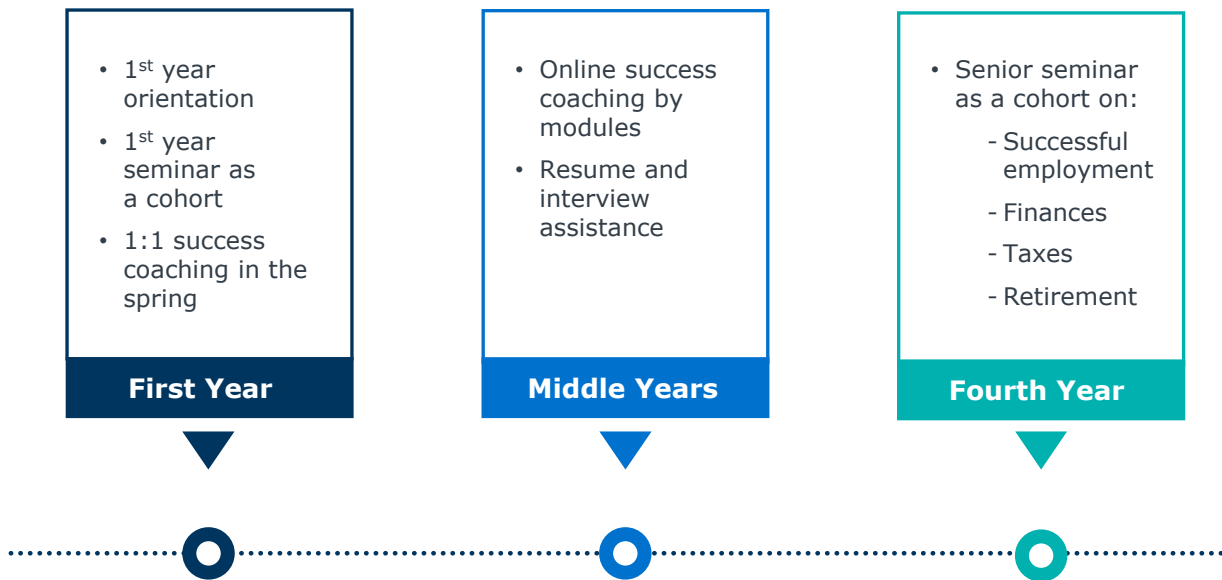 • 1st year
orientation
• 1st year
seminar as
a cohort
• 1:1 success
coaching in the
spring
First Year
• Online success
coaching by
modules
• Resume and
interview
assistance
Middle Years
• Senior seminar
as a cohort on:
- Successful
employment
- Finances
- Taxes
- Retirement
Fourth Year